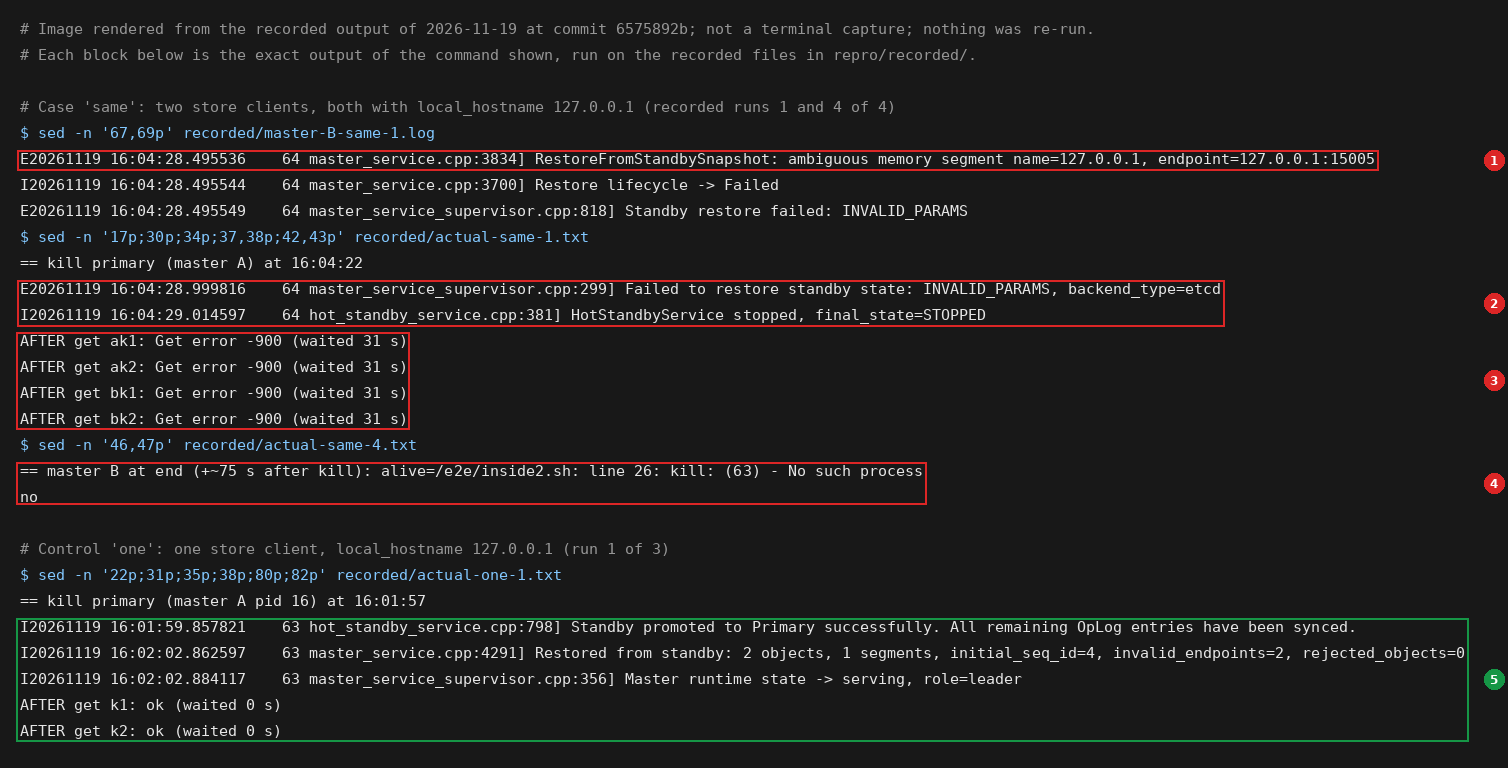 # Image rendered from the recorded output of 2026-11-19 at commit 6575892b; not a terminal capture; nothing was re-run.
# Each block below is the exact output of the command shown, run on the recorded files in repro/recorded/.
# Case 'same': two store clients, both with local_hostname 127.0.0.1 (recorded runs 1 and 4 of 4)
$ sed -n '67,69p' recorded/master-B-same-1.log
E20261119 16:04:28.495536    64 master_service.cpp:3834] RestoreFromStandbySnapshot: ambiguous memory segment name=127.0.0.1, endpoint=127.0.0.1:15005
1
I20261119 16:04:28.495544    64 master_service.cpp:3700] Restore lifecycle -> Failed
E20261119 16:04:28.495549    64 master_service_supervisor.cpp:818] Standby restore failed: INVALID_PARAMS
$ sed -n '17p;30p;34p;37,38p;42,43p' recorded/actual-same-1.txt
== kill primary (master A) at 16:04:22
E20261119 16:04:28.999816    64 master_service_supervisor.cpp:299] Failed to restore standby state: INVALID_PARAMS, backend_type=etcd
2
I20261119 16:04:29.014597    64 hot_standby_service.cpp:381] HotStandbyService stopped, final_state=STOPPED
AFTER get ak1: Get error -900 (waited 31 s)
AFTER get ak2: Get error -900 (waited 31 s)
3
AFTER get bk1: Get error -900 (waited 31 s)
AFTER get bk2: Get error -900 (waited 31 s)
$ sed -n '46,47p' recorded/actual-same-4.txt
== master B at end (+~75 s after kill): alive=/e2e/inside2.sh: line 26: kill: (63) - No such process
4
no
# Control 'one': one store client, local_hostname 127.0.0.1 (run 1 of 3)
$ sed -n '22p;31p;35p;38p;80p;82p' recorded/actual-one-1.txt
== kill primary (master A pid 16) at 16:01:57
I20261119 16:01:59.857821    63 hot_standby_service.cpp:798] Standby promoted to Primary successfully. All remaining OpLog entries have been synced.
I20261119 16:02:02.862597    63 master_service.cpp:4291] Restored from standby: 2 objects, 1 segments, initial_seq_id=4, invalid_endpoints=2, rejected_objects=0
I20261119 16:02:02.884117    63 master_service_supervisor.cpp:356] Master runtime state -> serving, role=leader
5
AFTER get k1: ok (waited 0 s)
AFTER get k2: ok (waited 0 s)